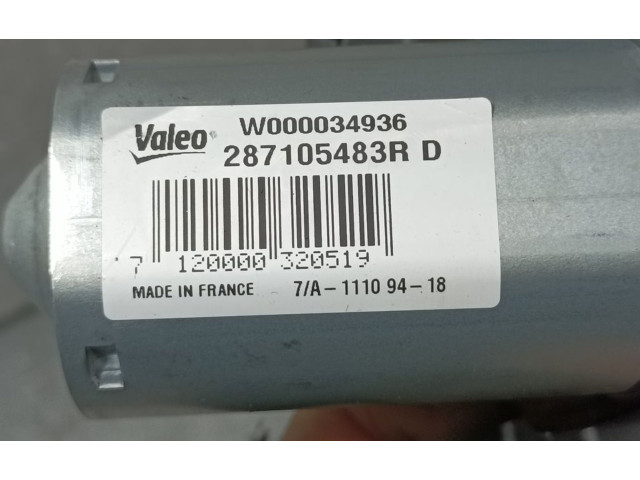 Valeo
W000034936
287105483R D
7 120000 320519
MADE IN FRANCE 7/A-1110 94-18